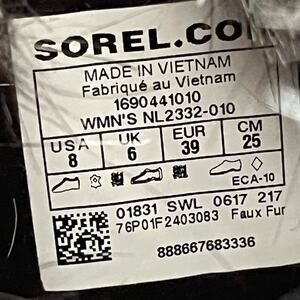 SOREL.CO
MADE IN VIETNAM
Fabriqué au Vietnam
1690441010
WMN'S NL2332-010
USA UK EUR CM
8 6 39 25
ECA-10
01831 SWL 0617 217
76P01F2403083 Faux Fur
888667683336